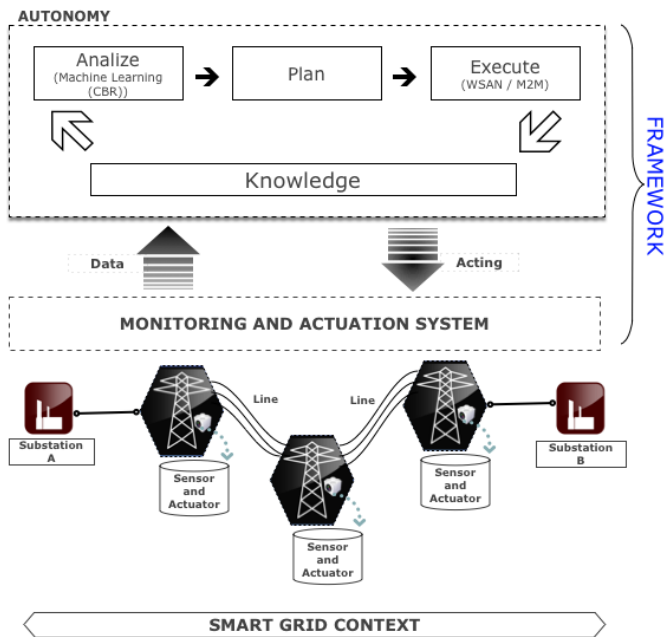 AUTONOMY
Analize
(Machine Learning
(CBR))
Plan
Execute
(WSAN / M2M)
Knowledge
FRAMEWORK
Data
Acting
MONITORING AND ACTUATION SYSTEM
Line
Line
Substation
A
Substation
B
Sensor
and
Actuator
Sensor
and
Actuator
Sensor
and
Actuator
SMART GRID CONTEXT